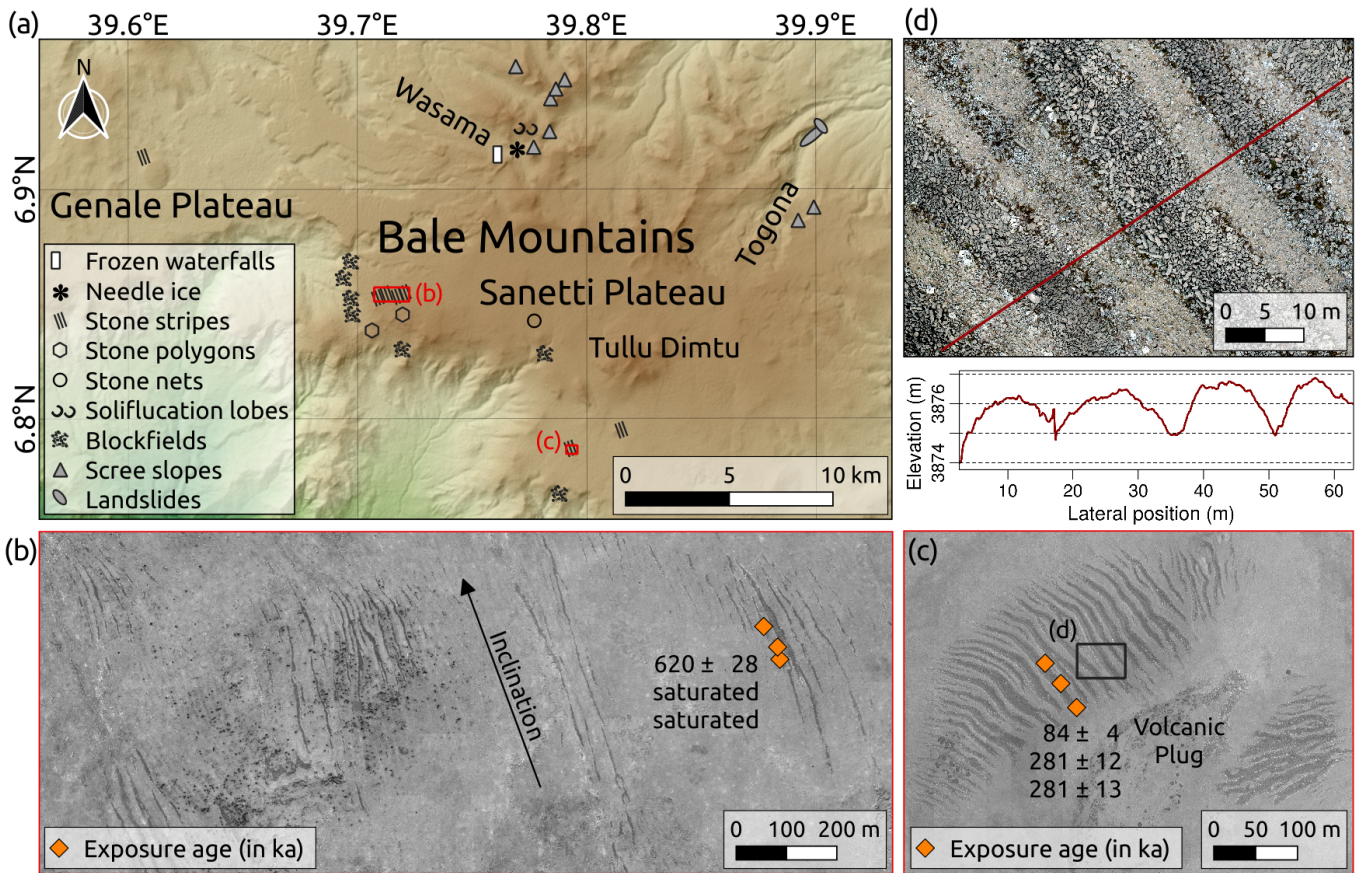 (a)
39.7°E
39.8°E
39.9°E
6.9°N
6.8°N
N
Wasama
Togona
Genale Plateau
Bale Mountains
Sanetti Plateau
Tullu Dimtu
(b)
(c)
Frozen waterfalls
Needle ice
Stone stripes
Stone polygons
Stone nets
Soliflucation lobes
Blockfields
Scree slopes
Landslides
0 5 10 km
(d)
0 5 10 m
Elevation (m)
3876
3874
10 20 30 40 50 60
Lateral position (m)
(b)
Inclination
620 ± 28
saturated
saturated
Exposure age (in ka)
0 100 200 m
(c)
(d)
84 ± 4
281 ± 12
281 ± 13
Volcanic
Plug
Exposure age (in ka)
0 50 100 m